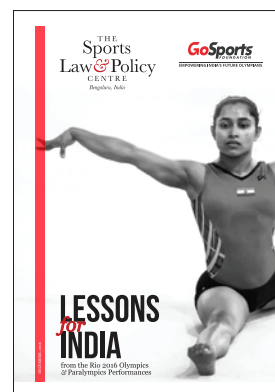 THE
Sports
Law & Policy
CENTRE
Bengaluru, India
GoSports
FOUNDATION
EMPOWERING INDIA'S FUTURE OLYMPIANS
LESSONS
for
INDIA
from the Rio 2016 Olympics
& Paralympics Performances